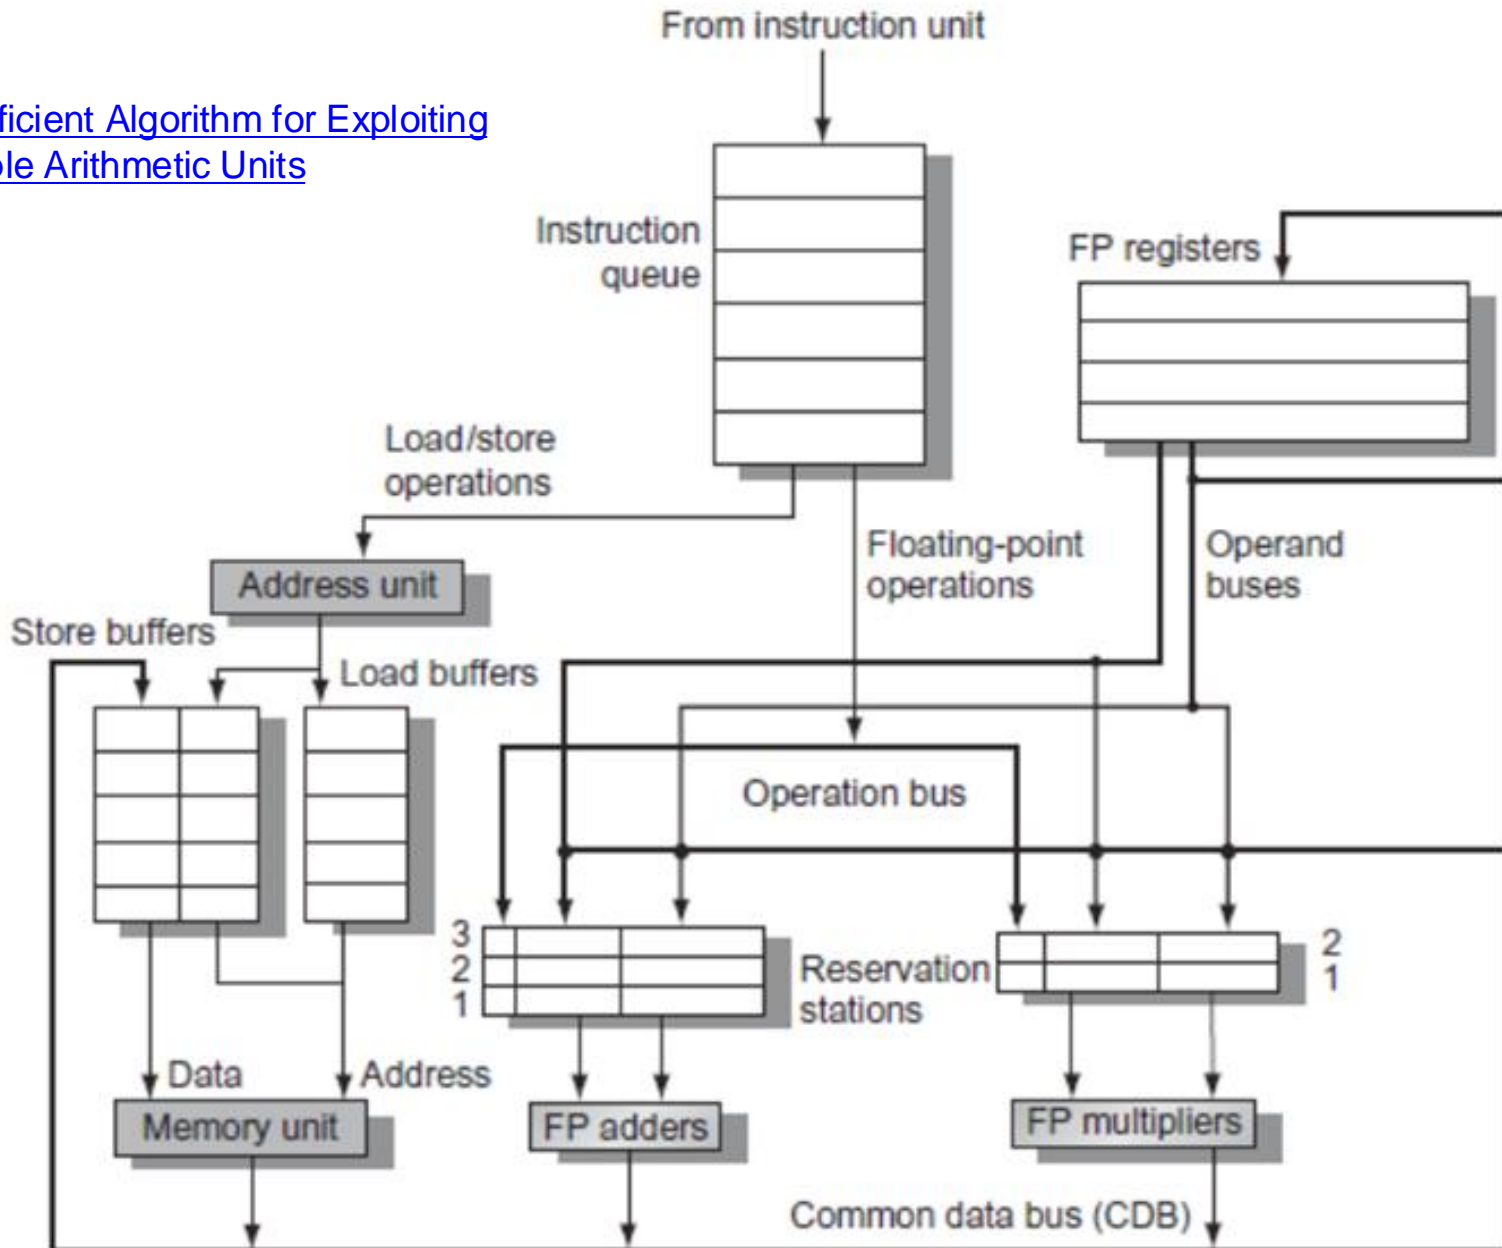 From instruction unit
ficient Algorithm for Exploiting
ole Arithmetic Units
Instruction
queue
FP registers
Load/store
operations
Floating-point
operations
Operand
buses
Address unit
Store buffers
Load buffers
Operation bus
3
2
1
Reservation
stations
2
1
Data
Address
Memory unit
FP adders
FP multipliers
Common data bus (CDB)